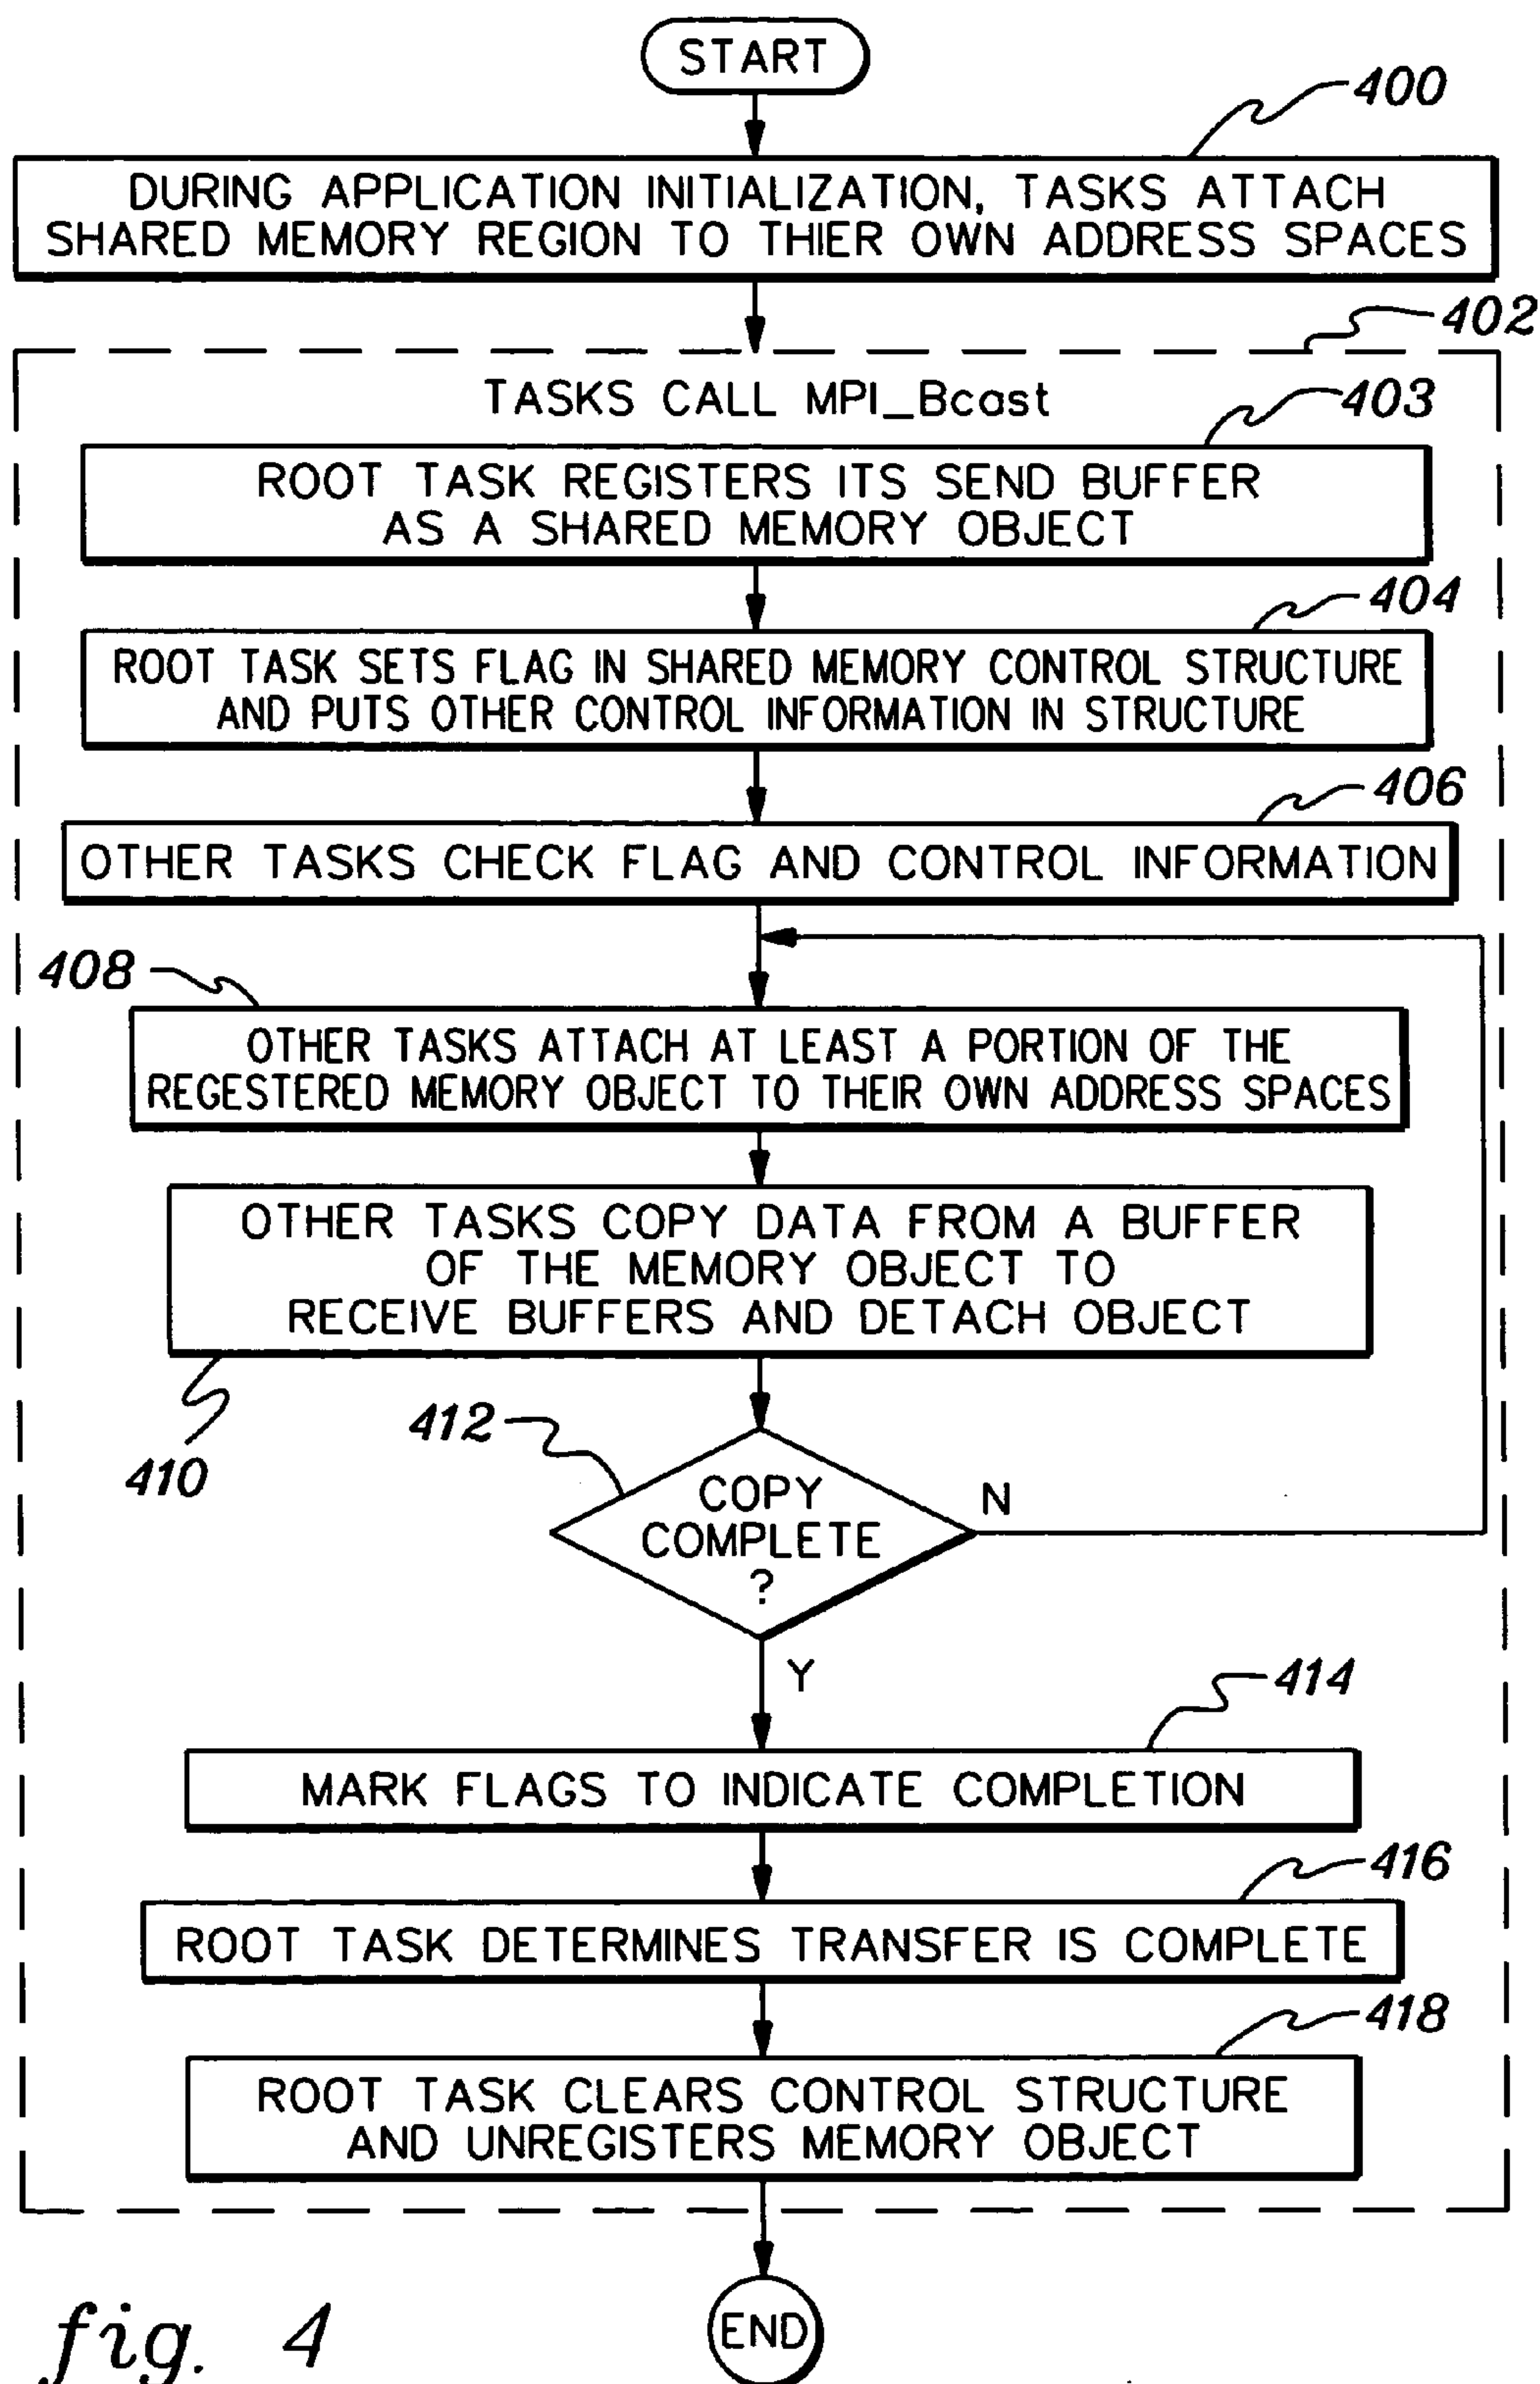 START
400
DURING APPLICATION INITIALIZATION, TASKS ATTACH
SHARED MEMORY REGION TO THIER OWN ADDRESS SPACES
402
TASKS CALL MPI_Bcast
403
ROOT TASK REGISTERS ITS SEND BUFFER
AS A SHARED MEMORY OBJECT
404
ROOT TASK SETS FLAG IN SHARED MEMORY CONTROL STRUCTURE
AND PUTS OTHER CONTROL INFORMATION IN STRUCTURE
406
OTHER TASKS CHECK FLAG AND CONTROL INFORMATION
408
OTHER TASKS ATTACH AT LEAST A PORTION OF THE
REGESTERED MEMORY OBJECT TO THEIR OWN ADDRESS SPACES
OTHER TASKS COPY DATA FROM A BUFFER
OF THE MEMORY OBJECT TO
RECEIVE BUFFERS AND DETACH OBJECT
410
412
COPY
COMPLETE
?
N
Y
414
MARK FLAGS TO INDICATE COMPLETION
416
ROOT TASK DETERMINES TRANSFER IS COMPLETE
418
ROOT TASK CLEARS CONTROL STRUCTURE
AND UNREGISTERS MEMORY OBJECT
END
fig. 4